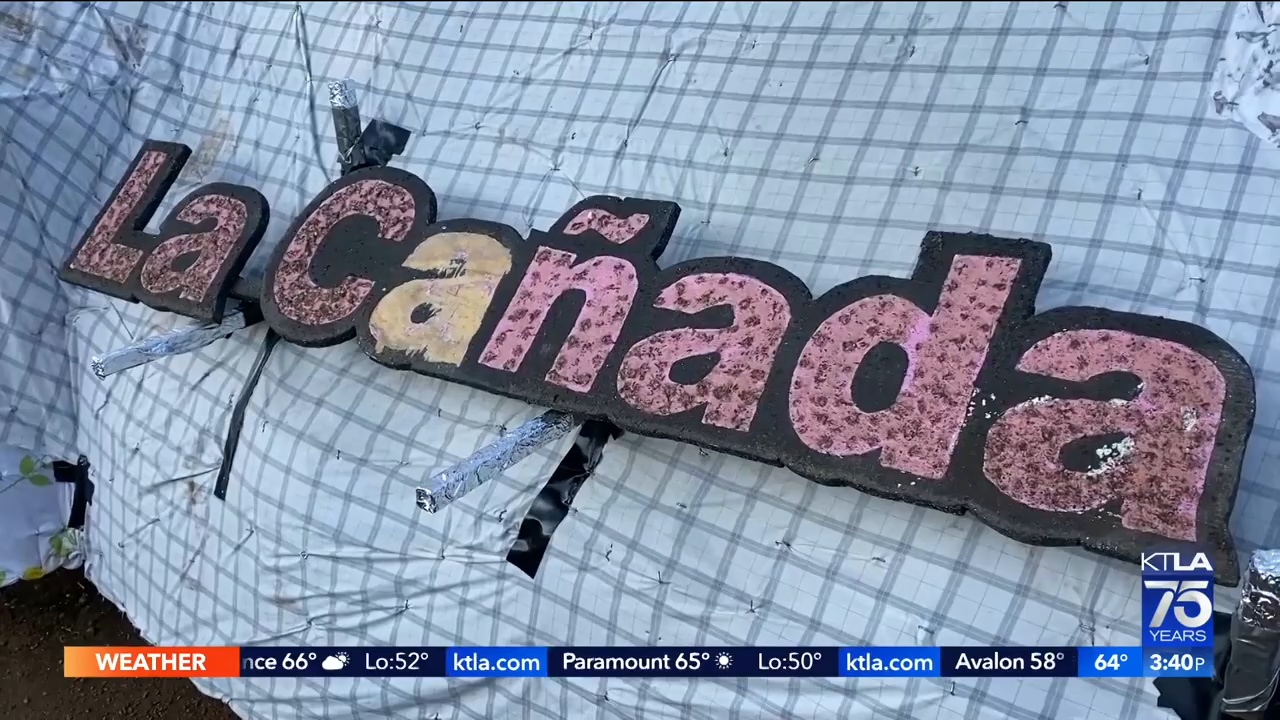 La Cañada
KTLA
75
YEARS
WEATHER nce 66° Lo:52° ktla.com Paramount 65° Lo:50° ktla.com Avalon 58° 64° 3:40P